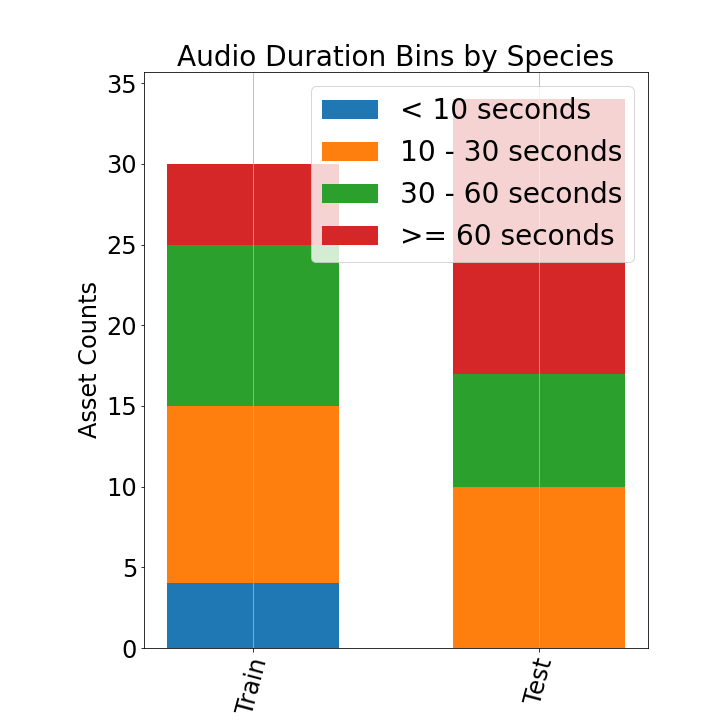 Audio Duration Bins by Species
< 10 seconds
10 - 30 seconds
30 - 60 seconds
>= 60 seconds
Asset Counts
35
30
25
20
15
10
5
0
Train
Test